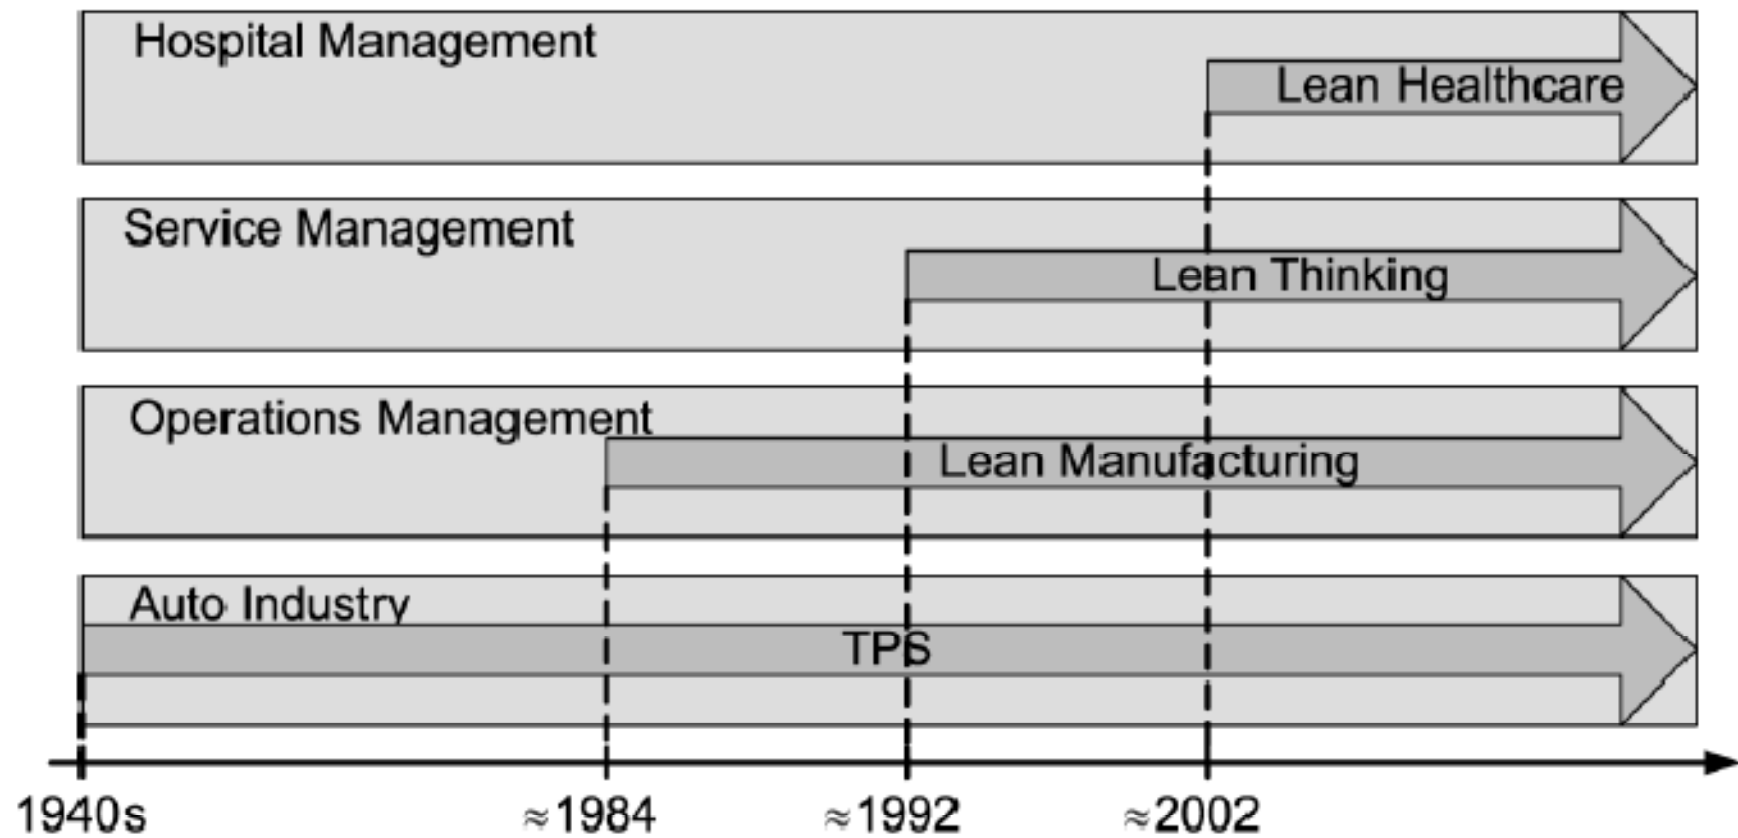 Hospital Management
Lean Healthcare
Service Management
Lean Thinking
Operations Management
Lean Manufacturing
Auto Industry
TPS
1940s ≈1984 ≈1992 ≈2002